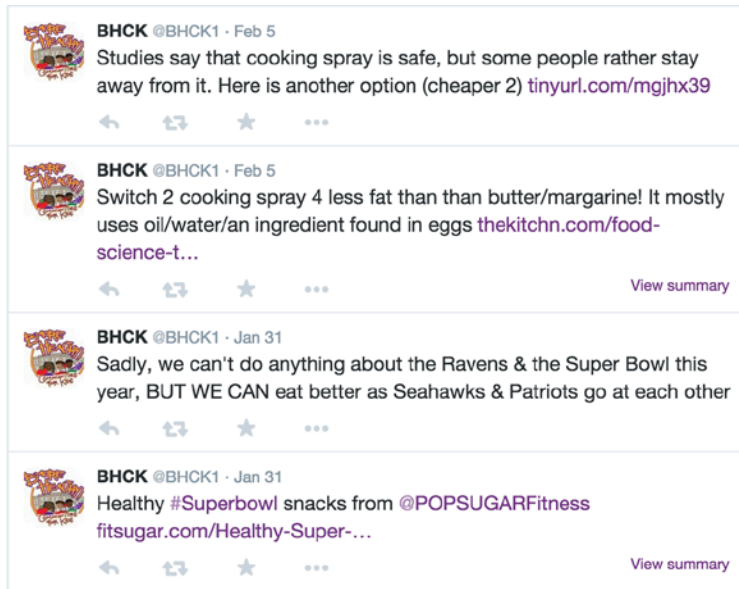 BHCK @BHCK1 · Feb 5
Studies say that cooking spray is safe, but some people rather stay
away from it. Here is another option (cheaper 2) tinyurl.com/mgjhx39
BHCK @BHCK1 · Feb 5
Switch 2 cooking spray 4 less fat than than butter/margarine! It mostly
uses oil/water/an ingredient found in eggs thekitchn.com/food-
science-t...
View summary
BHCK @BHCK1 · Jan 31
Sadly, we can't do anything about the Ravens & the Super Bowl this
year, BUT WE CAN eat better as Seahawks & Patriots go at each other
BHCK @BHCK1 · Jan 31
Healthy #Superbowl snacks from @POPSUGARFitness
fitsugar.com/Healthy-Super-...
View summary